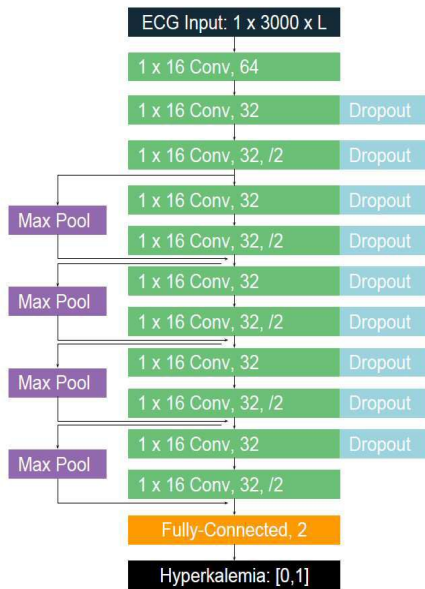 ECG Input: 1 x 3000 x L
1 x 16 Conv, 64
1 x 16 Conv, 32 Dropout
1 x 16 Conv, 32, /2 Dropout
1 x 16 Conv, 32 Dropout
Max Pool
1 x 16 Conv, 32, /2 Dropout
1 x 16 Conv, 32 Dropout
Max Pool
1 x 16 Conv, 32, /2 Dropout
1 x 16 Conv, 32 Dropout
Max Pool
1 x 16 Conv, 32, /2 Dropout
1 x 16 Conv, 32 Dropout
Max Pool
1 x 16 Conv, 32, /2
Fully-Connected, 2
Hyperkalemia: [0,1]